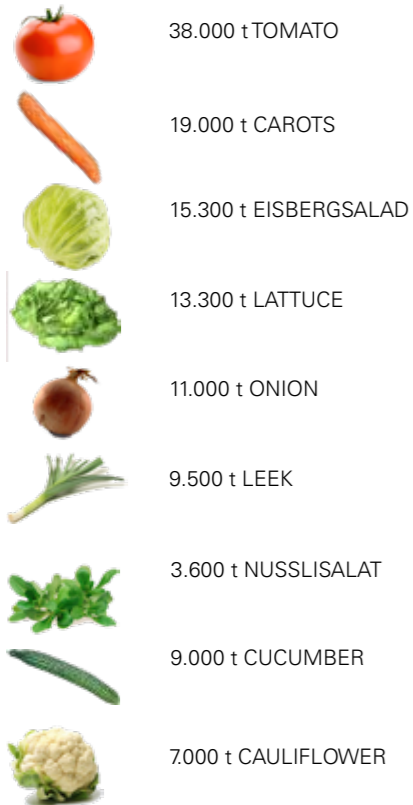 38.000 t TOMATO
19.000 t CAROTS
15.300 t EISBERGSALAD
13.300 t LATTUCE
11.000 t ONION
9.500 t LEEK
3.600 t NUSSLISALAT
9.000 t CUCUMBER
7.000 t CAULIFLOWER